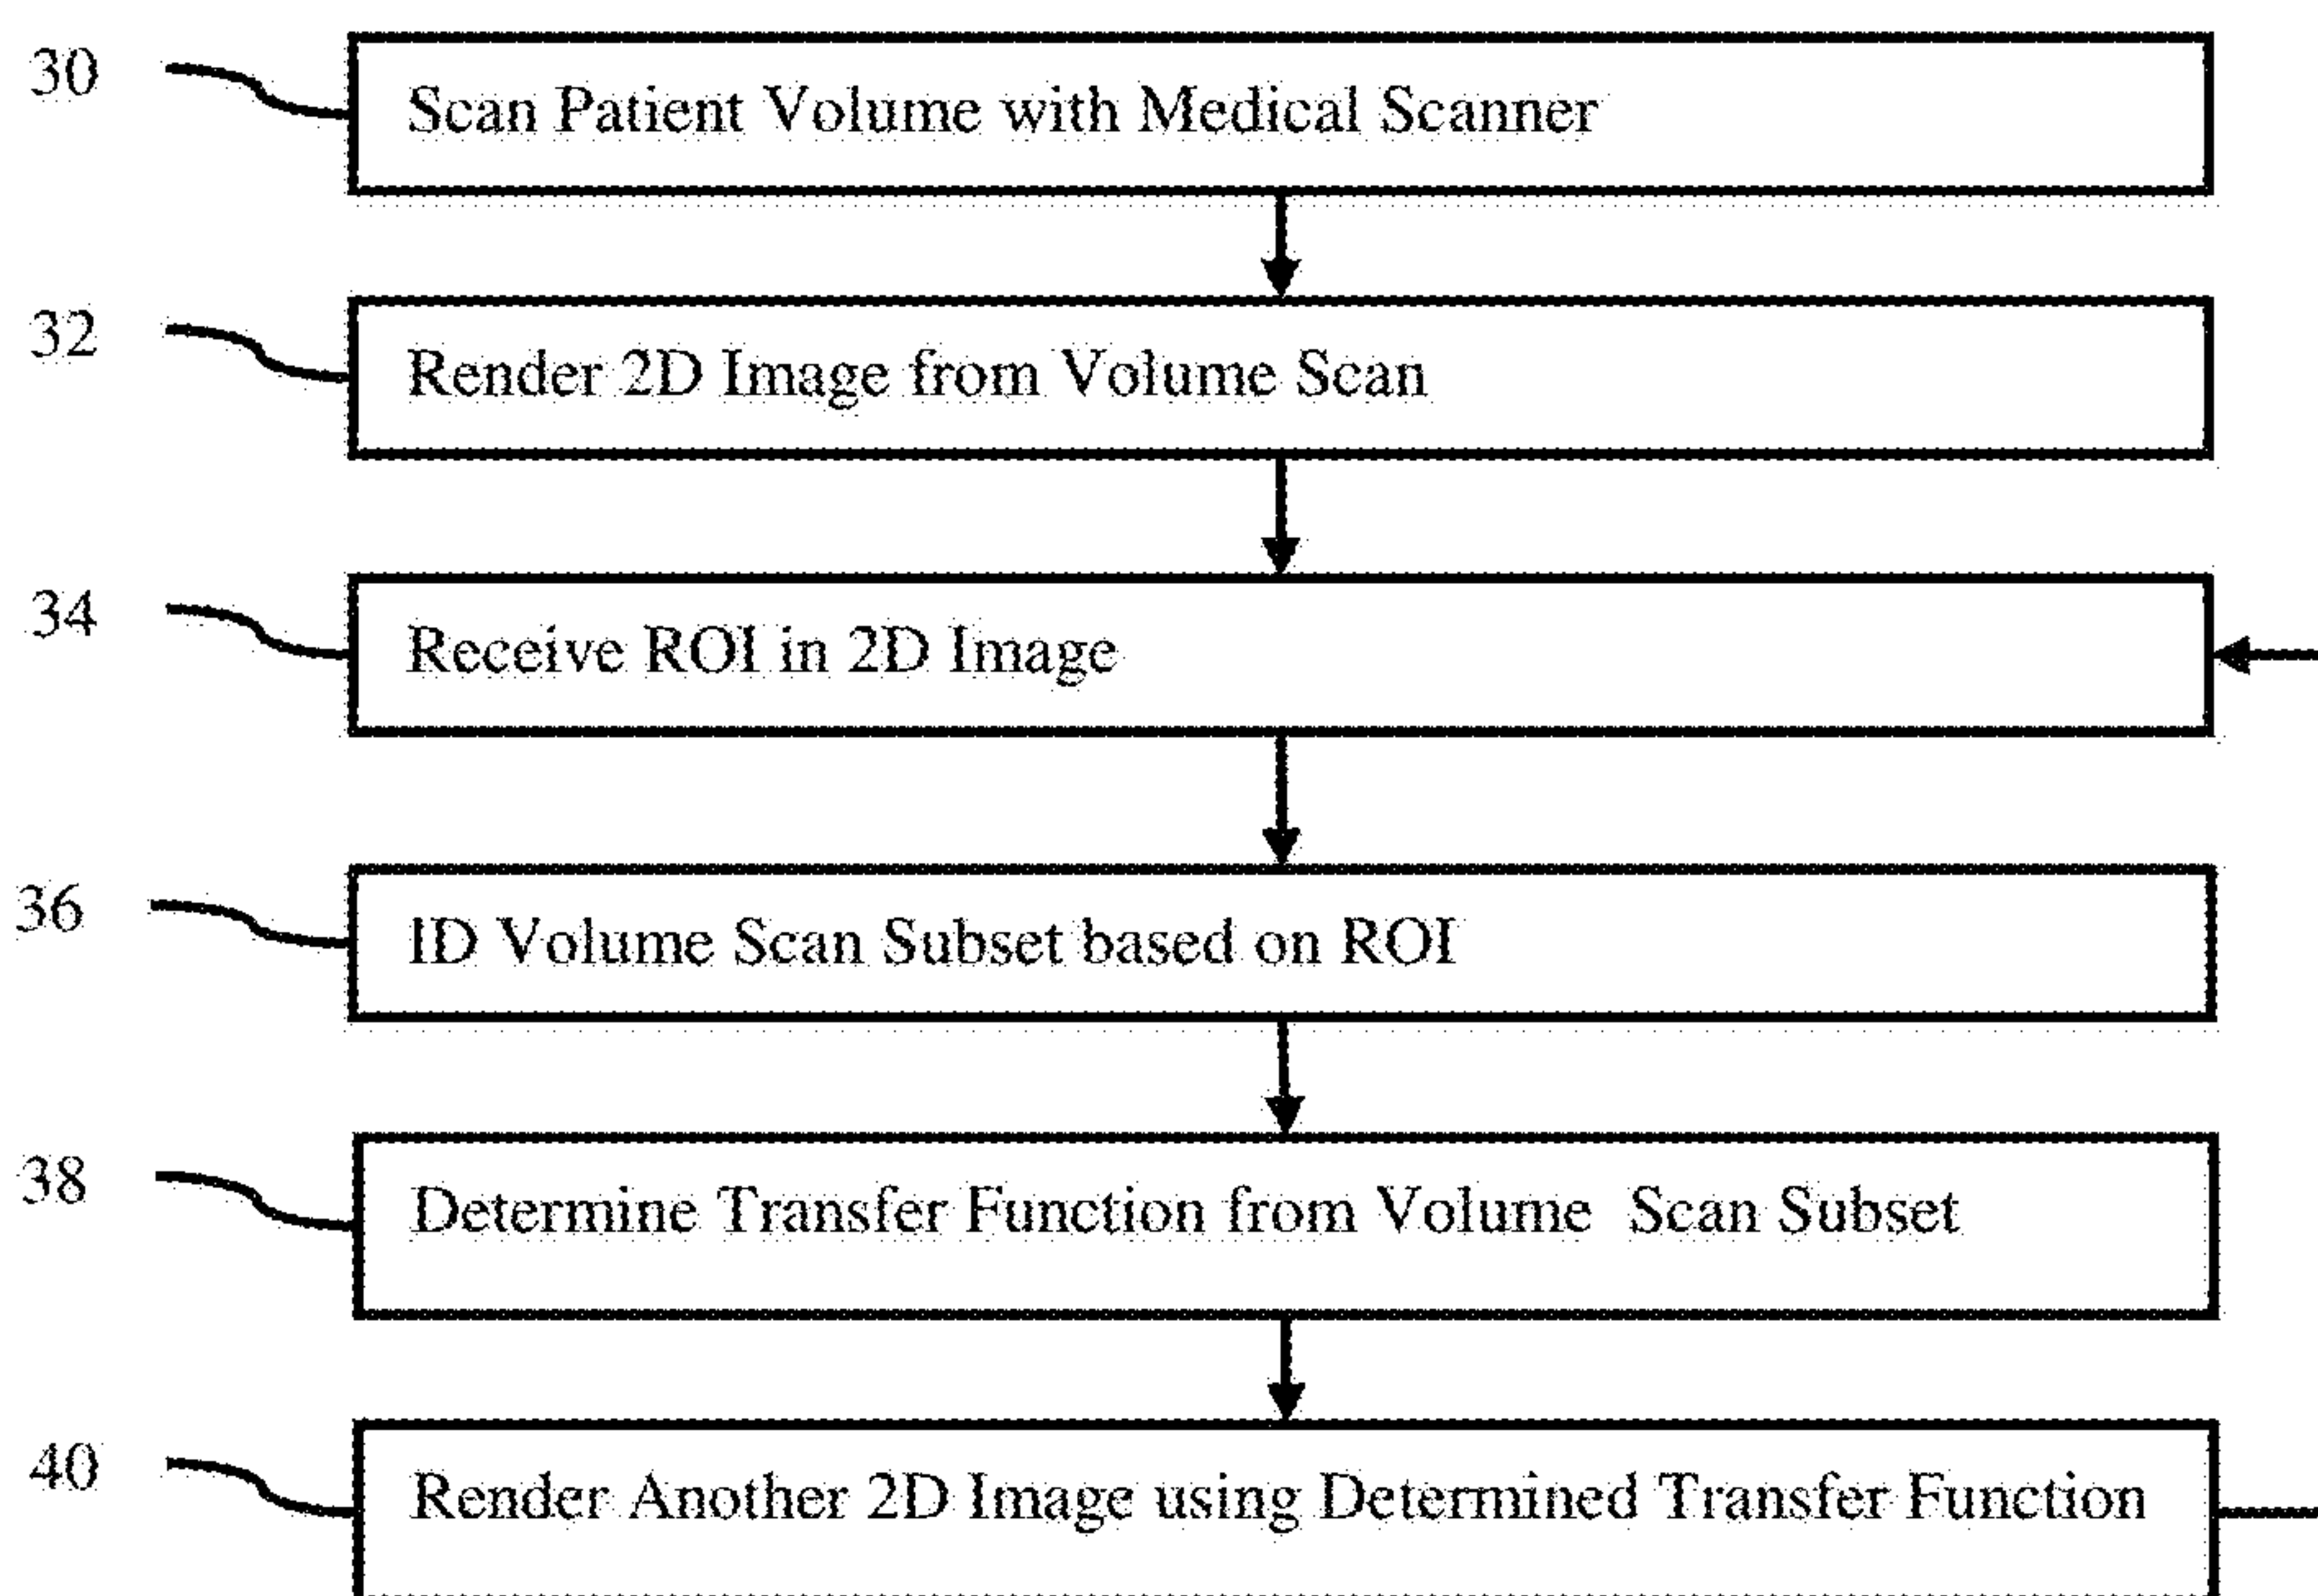 30
Scan Patient Volume with Medical Scanner
32
Render 2D Image from Volume Scan
34
Receive ROI in 2D Image
36
ID Volume Scan Subset based on ROI
38
Determine Transfer Function from Volume Scan Subset
40
Render Another 2D Image using Determined Transfer Function